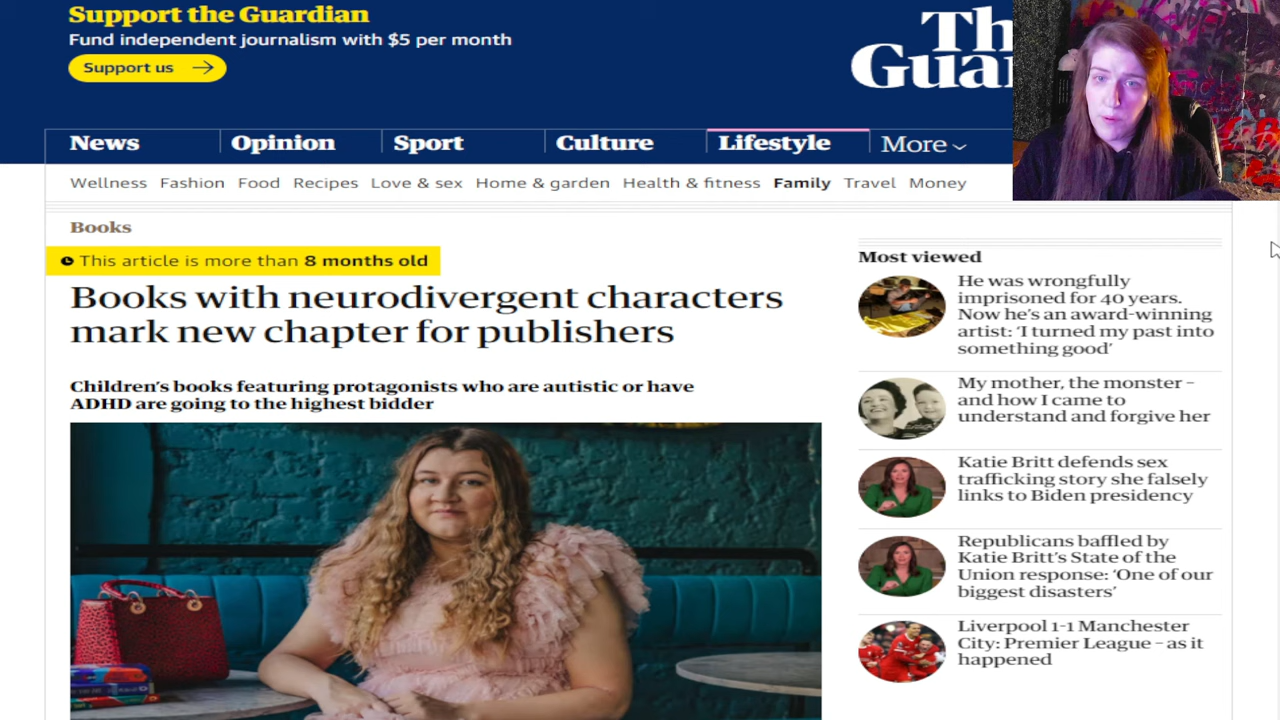 Support the Guardian
Fund independent journalism with $5 per month
Support us
The
Guar
News
Opinion
Sport
Culture
Lifestyle
More
Wellness
Fashion
Food
Recipes
Love & sex
Home & garden
Health & fitness
Family
Travel
Money
Books
This article is more than 8 months old
Books with neurodivergent characters
mark new chapter for publishers
Children's books featuring protagonists who are autistic or have
ADHD are going to the highest bidder
Most viewed
He was wrongfully
imprisoned for 40 years.
Now he's an award-winning
artist: 'I turned my past into
something good'
My mother, the monster –
and how I came to
understand and forgive her
Katie Britt defends sex
trafficking story she falsely
links to Biden presidency
Republicans baffled by
Katie Britt's State of the
Union response: 'One of our
biggest disasters'
Liverpool 1-1 Manchester
City: Premier League – as it
happened